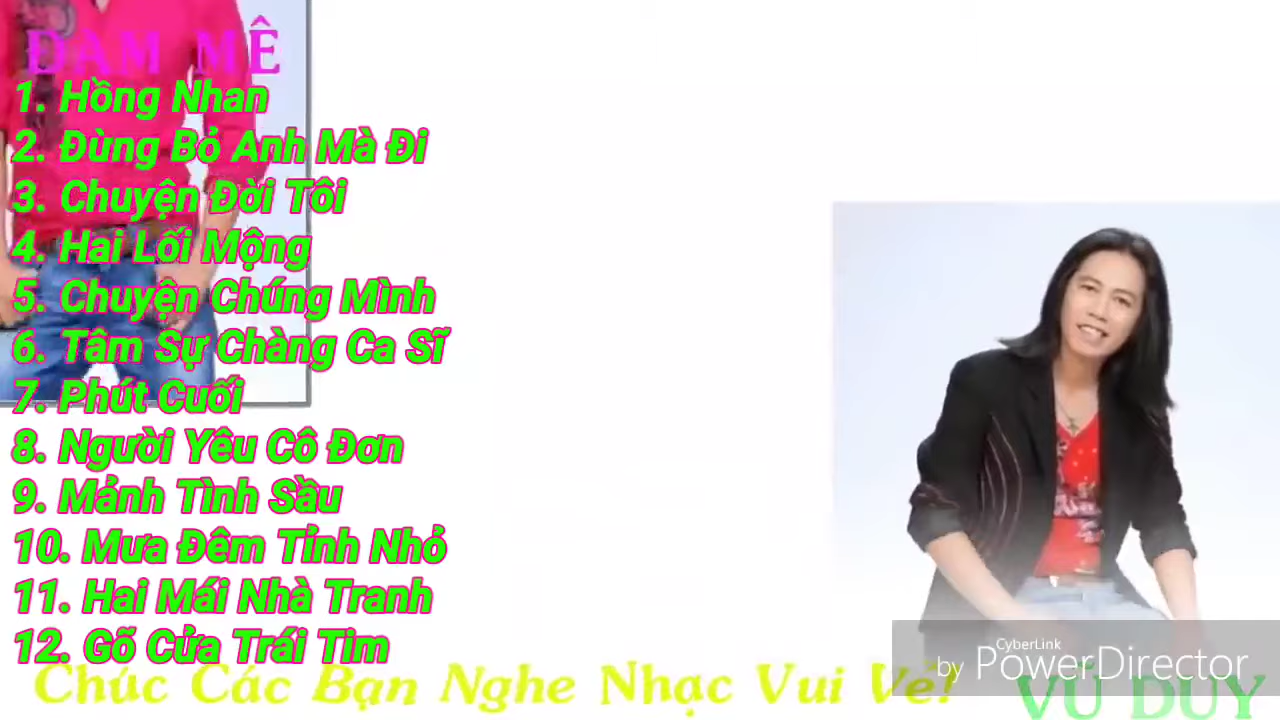 ĐAM MÊ
1. Hồng Nhan
2. Đùng Bỏ Anh Mà Đi
3. Chuyện Đời Tôi
4. Hai Lối Mộng
5. Chuyện Chúng Mình
6. Tâm Sự Chàng Ca Sĩ
7. Phút Cuối
8. Người Yêu Cô Đơn
9. Mảnh Tình Sầu
10. Mưa Đêm Tỉnh Nhỏ
11. Hai Mái Nhà Tranh
12. Gõ Cửa Trái Tim
Chúc Các Bạn Nghe Nhạc Vui Vẻ!
CyberLink
by PowerDirector
VŨ DUY